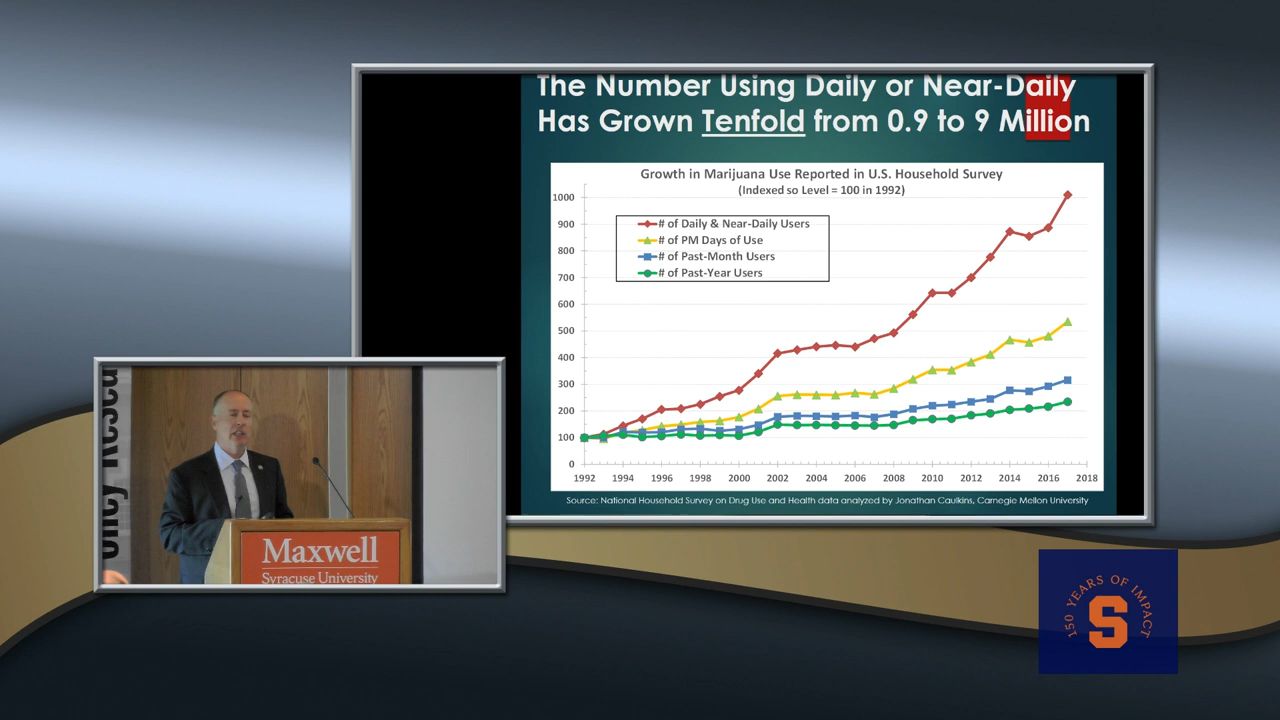 The Number Using Daily or Near-Daily
Has Grown Tenfold from 0.9 to 9 Million
Growth in Marijuana Use Reported in U.S. Household Survey
(Indexed so Level = 100 in 1992)
1000
900
800
700
600
500
400
300
200
100
0
# of Daily & Near-Daily Users
# of PM Days of Use
# of Past-Month Users
# of Past-Year Users
1992 1994 1996 1998 2000 2002 2004 2006 2008 2010 2012 2014 2016 2018
Source: National Household Survey on Drug Use and Health data analyzed by Jonathan Caulkins, Carnegie Mellon University
Maxwell
Syracuse University
150 YEARS OF IMPACT
S